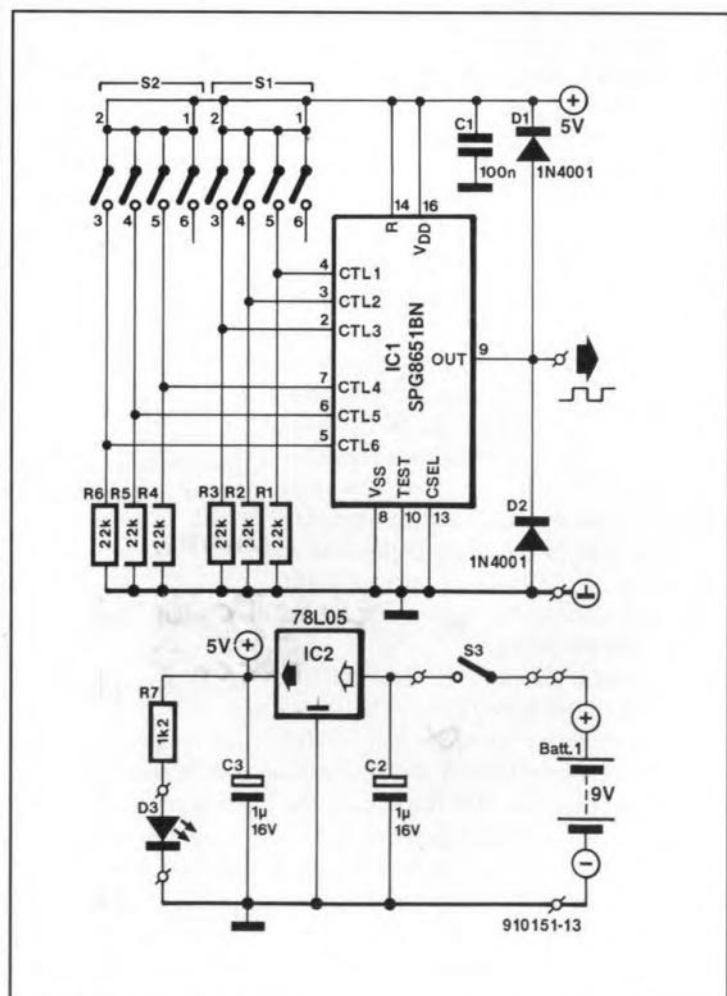 S2 S1
2 1 2 1
+ 5V
C1 100n
D1 1N4001
3 4 5 6 3 4 5 6
14 16
R VDD
4 CTL1
3 CTL2
2 CTL3
7 CTL4
6 CTL5
5 CTL6
IC1
SPG8651BN
OUT 9
VSS TEST CSEL
8 10 13
R6 R5 R4 R3 R2 R1
22k 22k 22k 22k 22k 22k
D2
1N4001
78L05
5V + IC2 S3
R7
1k2
D3
C3
1µ
16V
C2
1µ
16V
+
Batt.1
9V
−
910151-13